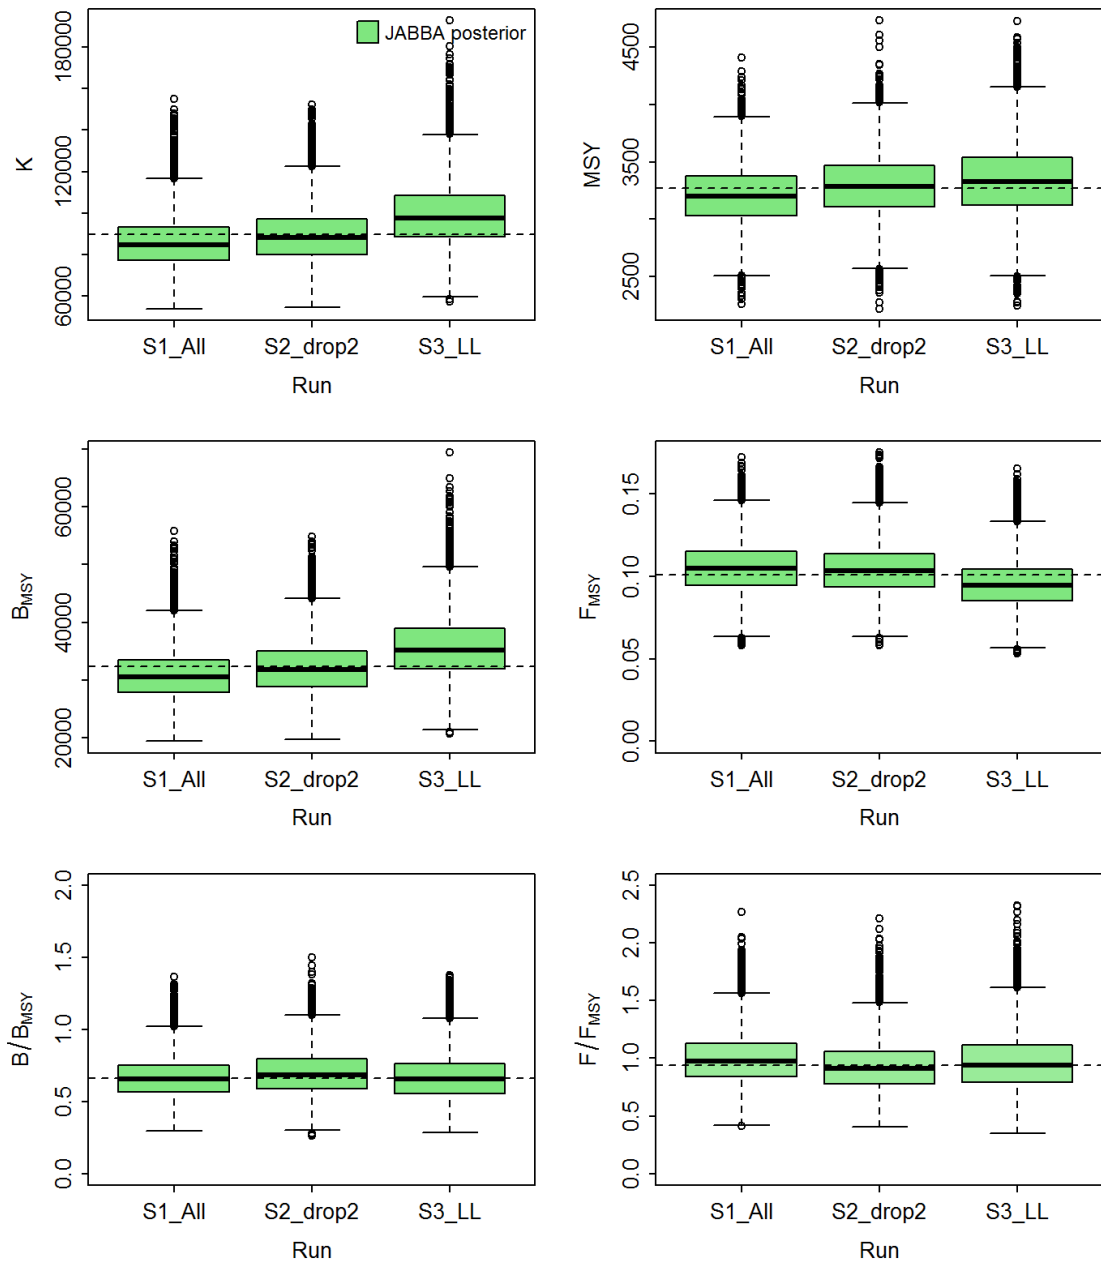 K
180000
120000
60000
JABBA posterior
S1_All S2_drop2 S3_LL
Run
MSY
4500
3500
2500
S1_All S2_drop2 S3_LL
Run
BMSY
60000
40000
20000
S1_All S2_drop2 S3_LL
Run
FMSY
0.15
0.10
0.05
0.00
S1_All S2_drop2 S3_LL
Run
B/BMSY
2.0
1.5
1.0
0.5
0.0
S1_All S2_drop2 S3_LL
Run
F/FMSY
2.5
2.0
1.5
1.0
0.5
0.0
S1_All S2_drop2 S3_LL
Run